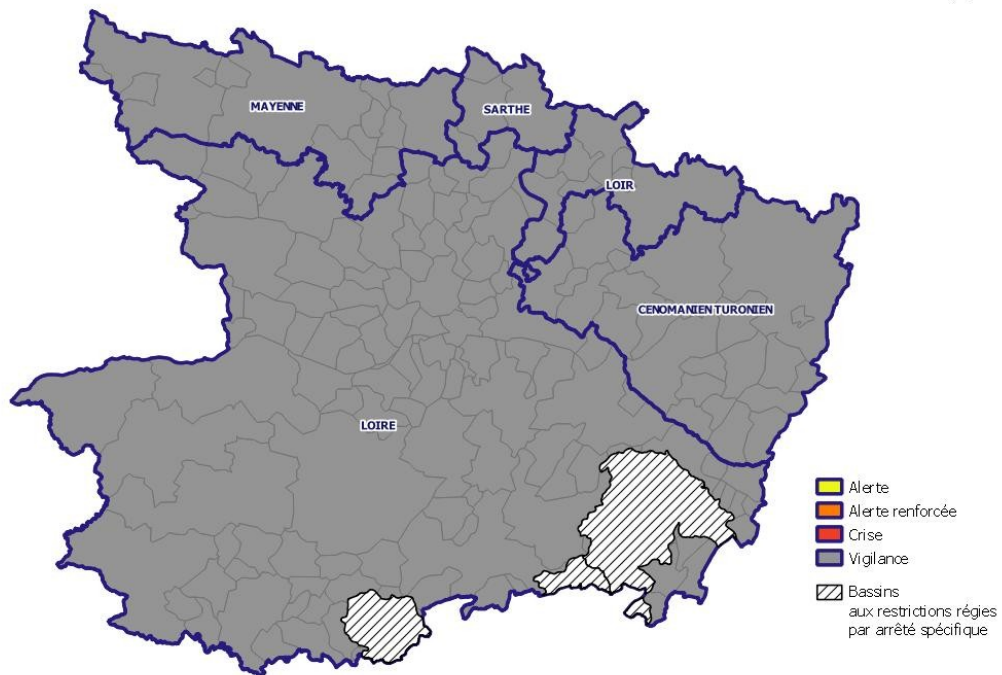 MAYENNE
SARTHE
LOIR
CENOMANIEN TURONIEN
LOIRE
Alerte
Alerte renforcée
Crise
Vigilance
Bassins
aux restrictions régies
par arrêté spécifique